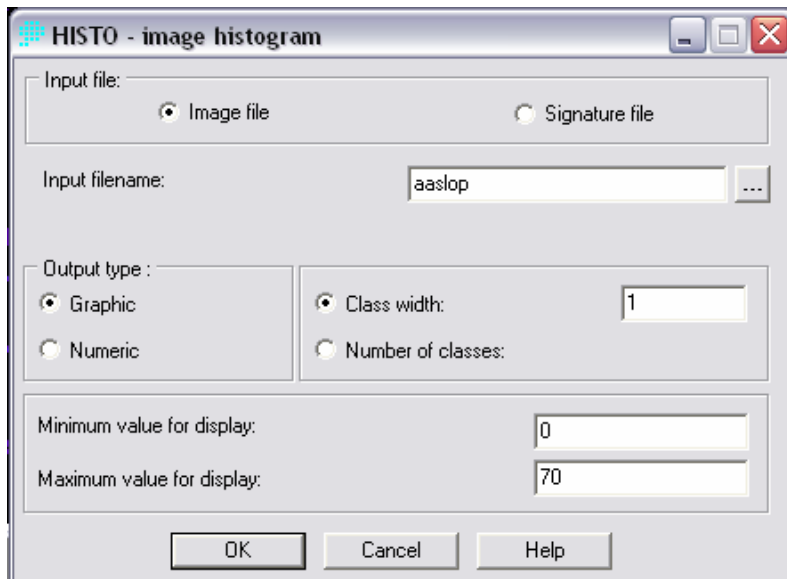 HISTO - image histogram
Input file:
Image file Signature file
Input filename: aaslop ...
Output type :
Graphic Class width: 1
Numeric Number of classes:
Minimum value for display: 0
Maximum value for display: 70
OK Cancel Help